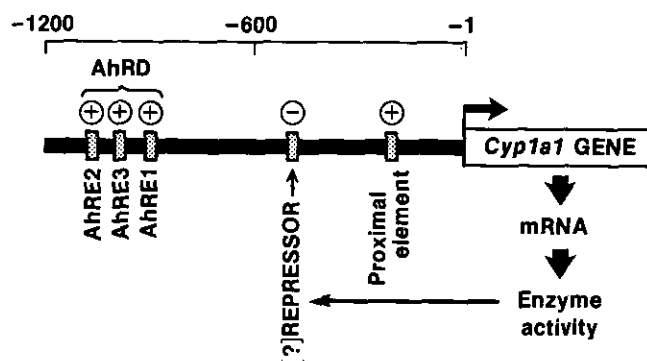 -1200 -600 -1
AhRD
+ + + − +
Cyp1a1 GENE
AhRE2
AhRE3
AhRE1
[?]REPRESSOR
Proximal
element
mRNA
Enzyme
activity